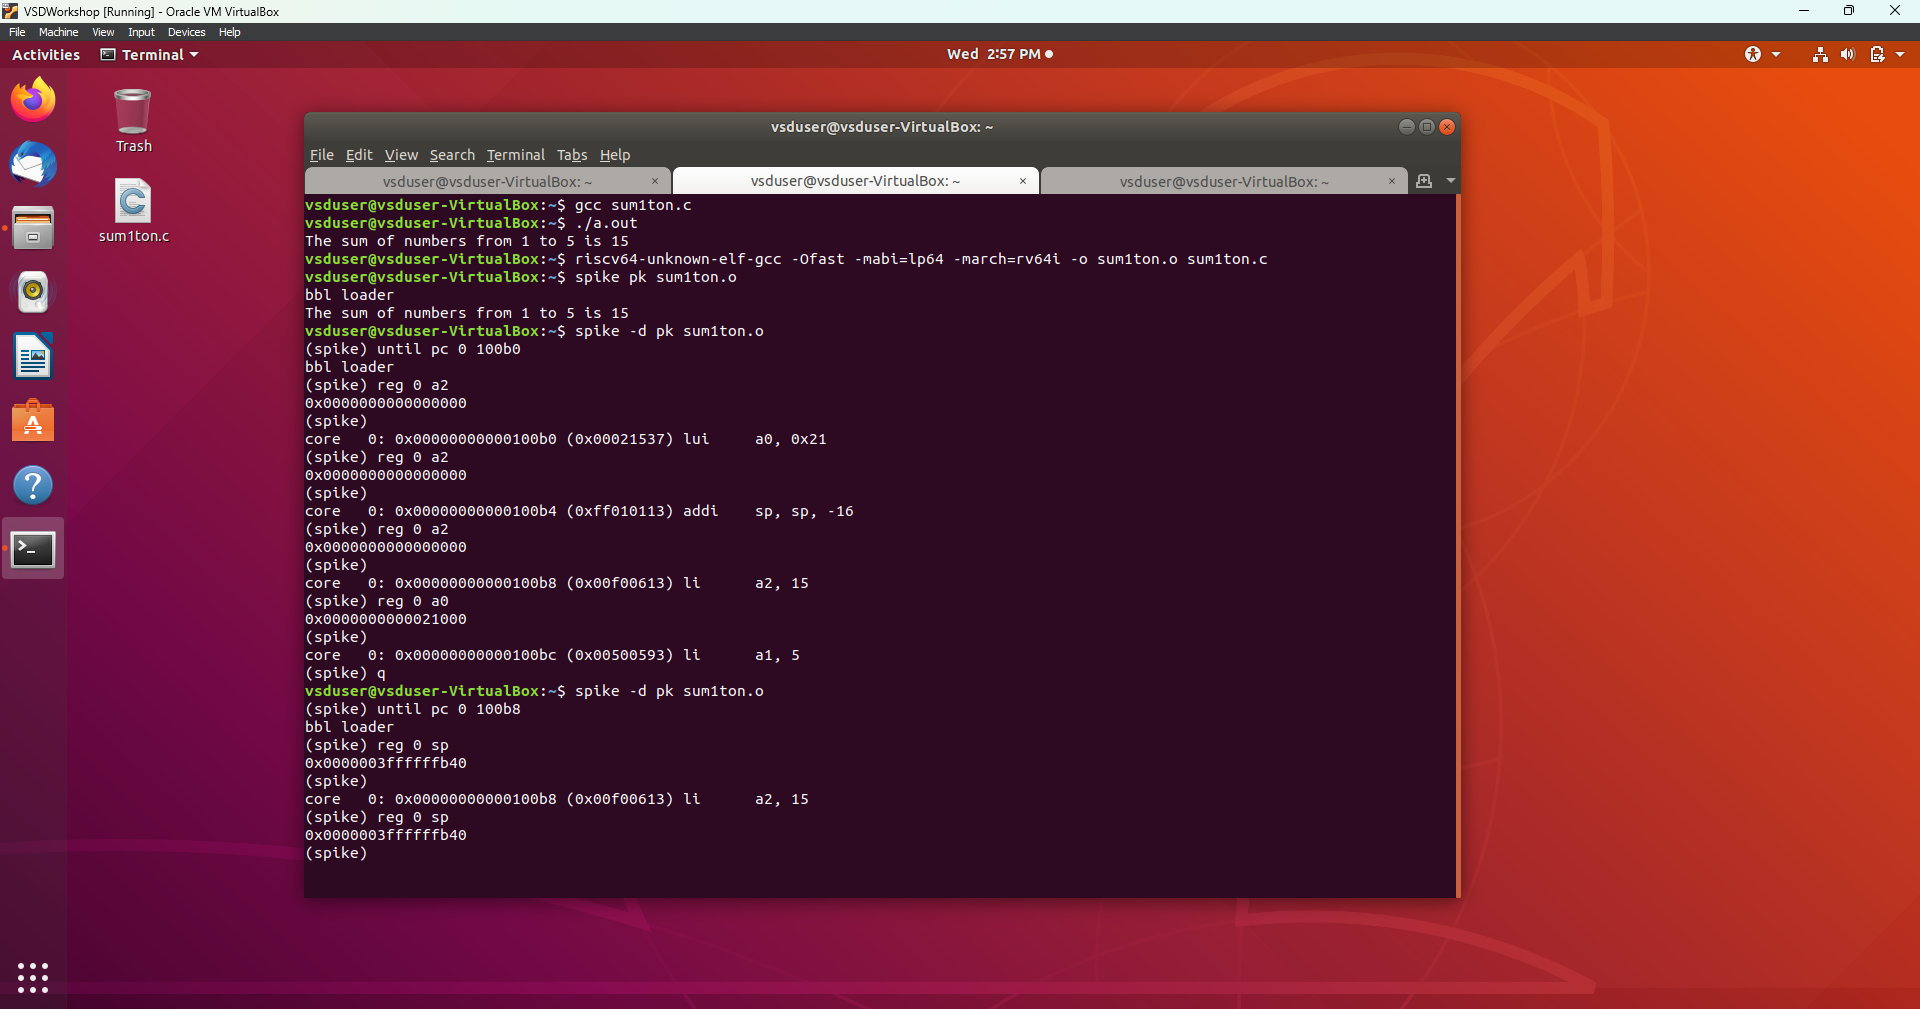 VSDWorkshop [Running] - Oracle VM VirtualBox
File Machine View Input Devices Help
Activities Terminal Wed 2:57 PM
Trash
sum1ton.c
vsduser@vsduser-VirtualBox: ~
File Edit View Search Terminal Tabs Help
vsduser@vsduser-VirtualBox: ~ × vsduser@vsduser-VirtualBox: ~ × vsduser@vsduser-VirtualBox: ~ ×
vsduser@vsduser-VirtualBox:~$ gcc sum1ton.c
vsduser@vsduser-VirtualBox:~$ ./a.out
The sum of numbers from 1 to 5 is 15
vsduser@vsduser-VirtualBox:~$ riscv64-unknown-elf-gcc -Ofast -mabi=lp64 -march=rv64i -o sum1ton.o sum1ton.c
vsduser@vsduser-VirtualBox:~$ spike pk sum1ton.o
bbl loader
The sum of numbers from 1 to 5 is 15
vsduser@vsduser-VirtualBox:~$ spike -d pk sum1ton.o
(spike) until pc 0 100b0
bbl loader
(spike) reg 0 a2
0x0000000000000000
(spike)
core   0: 0x00000000000100b0 (0x00021537) lui     a0, 0x21
(spike) reg 0 a2
0x0000000000000000
(spike)
core   0: 0x00000000000100b4 (0xff010113) addi    sp, sp, -16
(spike) reg 0 a2
0x0000000000000000
(spike)
core   0: 0x00000000000100b8 (0x00f00613) li      a2, 15
(spike) reg 0 a0
0x0000000000021000
(spike)
core   0: 0x00000000000100bc (0x00500593) li      a1, 5
(spike) q
vsduser@vsduser-VirtualBox:~$ spike -d pk sum1ton.o
(spike) until pc 0 100b8
bbl loader
(spike) reg 0 sp
0x0000003ffffffb40
(spike)
core   0: 0x00000000000100b8 (0x00f00613) li      a2, 15
(spike) reg 0 sp
0x0000003ffffffb40
(spike)